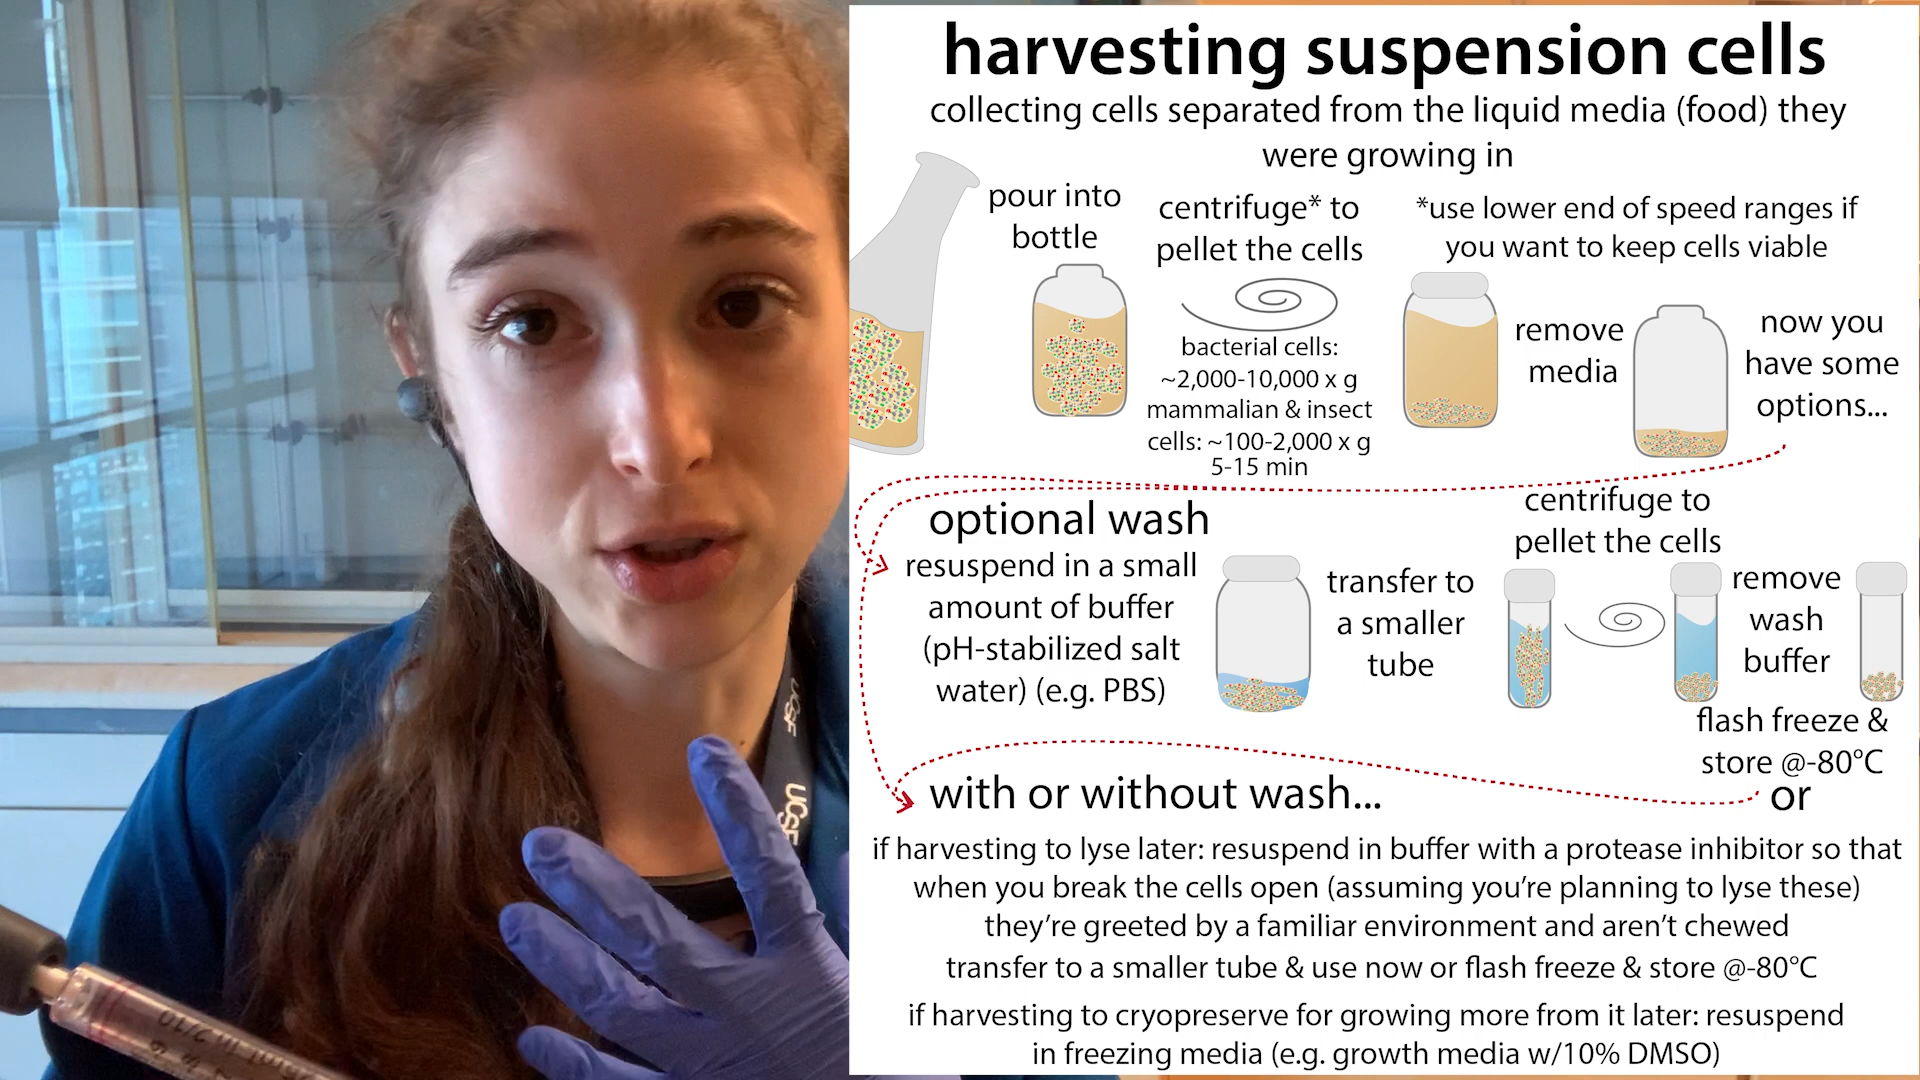 harvesting suspension cells
collecting cells separated from the liquid media (food) they
were growing in
pour into
bottle
centrifuge* to
pellet the cells
bacterial cells:
~2,000-10,000 x g
mammalian & insect
cells: ~100-2,000 x g
5-15 min
*use lower end of speed ranges if
you want to keep cells viable
remove
media
now you
have some
options...
optional wash
resuspend in a small
amount of buffer
(pH-stabilized salt
water) (e.g. PBS)
transfer to
a smaller
tube
centrifuge to
pellet the cells
remove
wash
buffer
flash freeze &
store @-80°C
or
with or without wash...
if harvesting to lyse later: resuspend in buffer with a protease inhibitor so that
when you break the cells open (assuming you're planning to lyse these)
they're greeted by a familiar environment and aren't chewed
transfer to a smaller tube & use now or flash freeze & store @-80°C
if harvesting to cryopreserve for growing more from it later: resuspend
in freezing media (e.g. growth media w/10% DMSO)
UCSF
UCSF